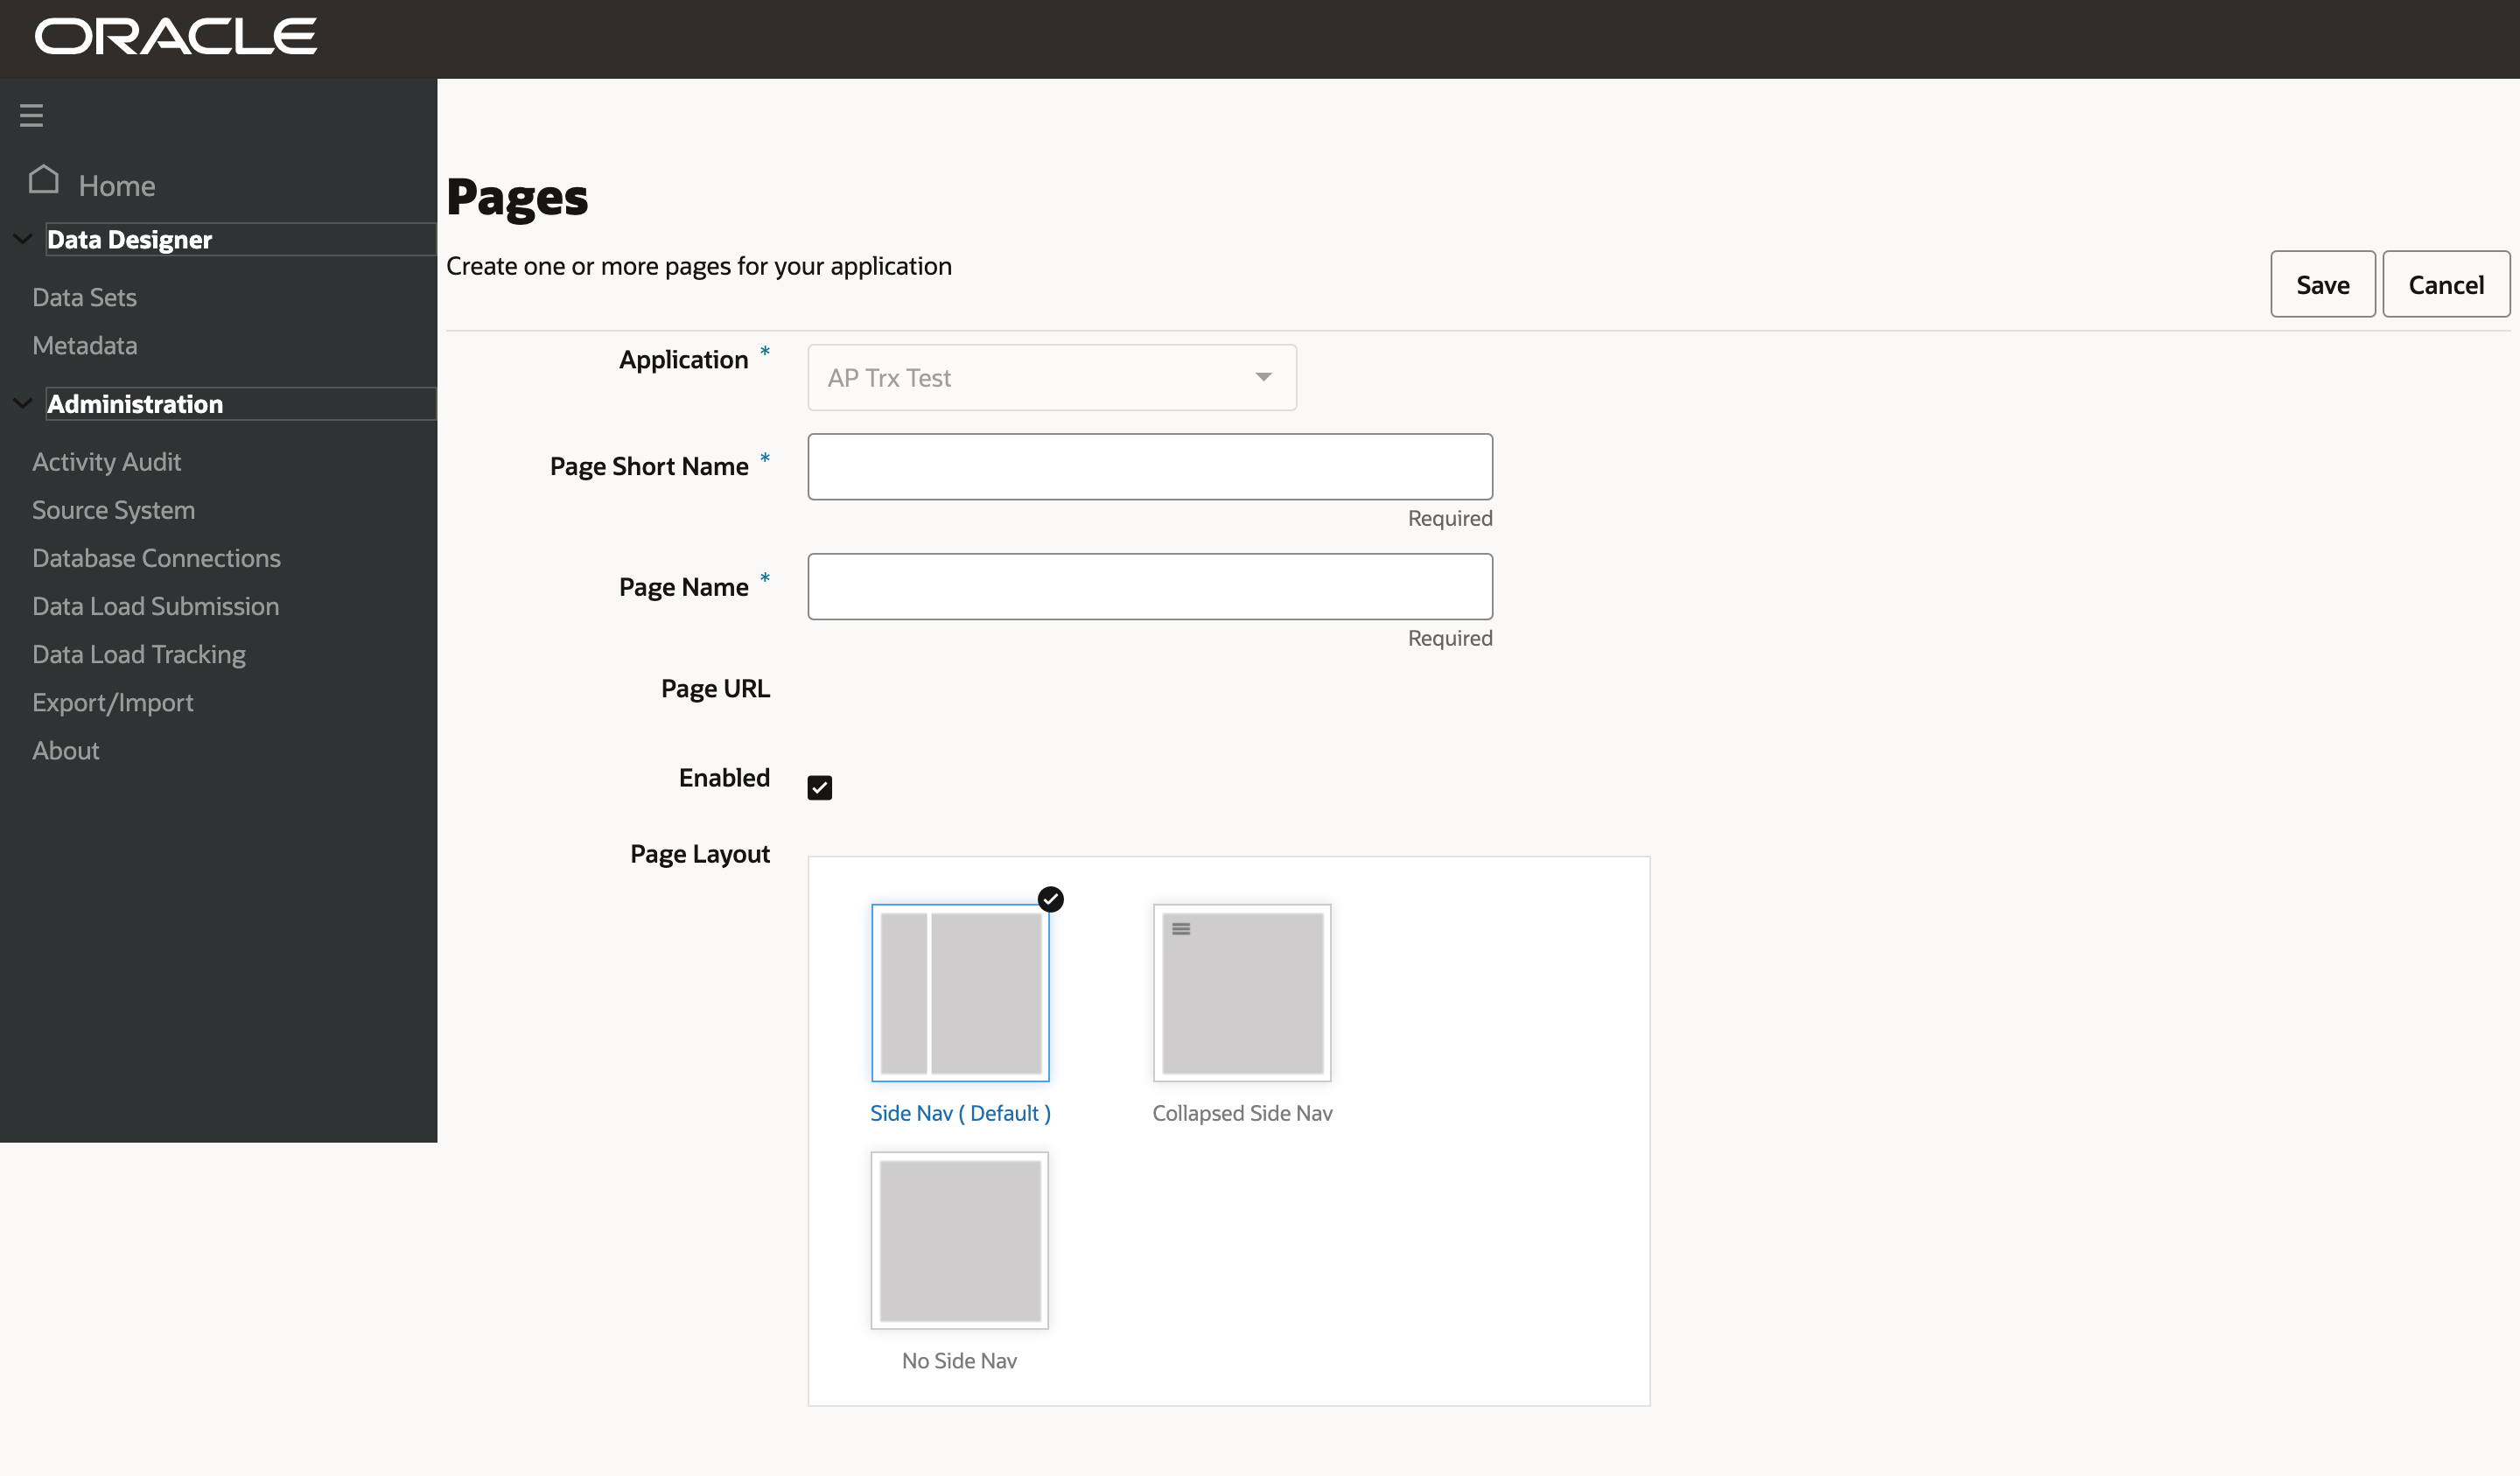 ORACLE
Home
Data Designer
Data Sets
Metadata
Administration
Activity Audit
Source System
Database Connections
Data Load Submission
Data Load Tracking
Export/Import
About
Pages
Create one or more pages for your application
Save
Cancel
Application *
AP Trx Test
Page Short Name *
Required
Page Name *
Required
Page URL
Enabled
Page Layout
Side Nav ( Default )
Collapsed Side Nav
No Side Nav